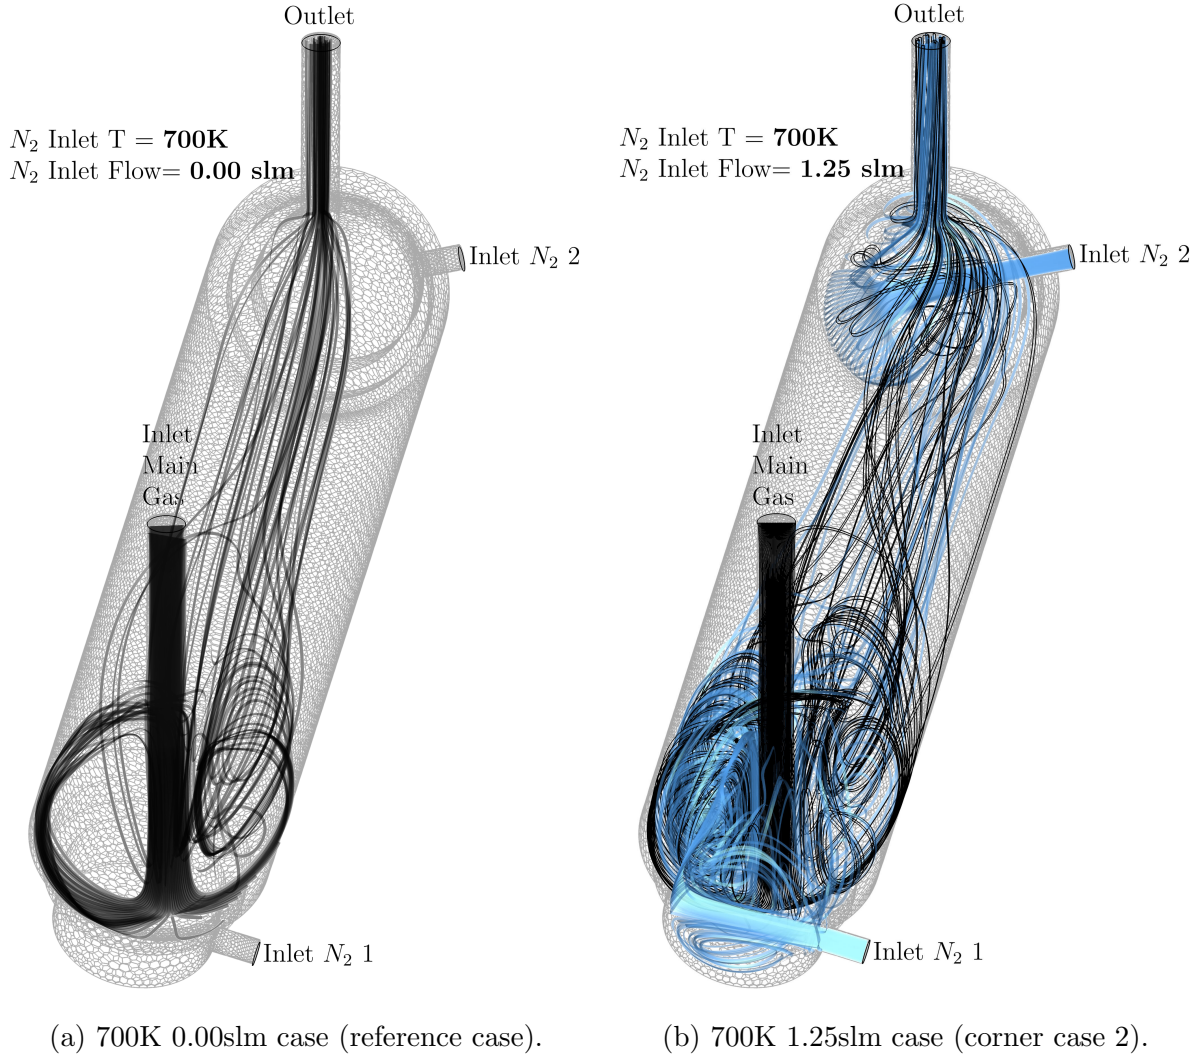 Outlet
N₂ Inlet T = 700K
N₂ Inlet Flow= 0.00 slm
Inlet N₂ 2
Inlet
Main
Gas
Inlet N₂ 1
(a) 700K 0.00slm case (reference case).
Outlet
N₂ Inlet T = 700K
N₂ Inlet Flow= 1.25 slm
Inlet N₂ 2
Inlet
Main
Gas
Inlet N₂ 1
(b) 700K 1.25slm case (corner case 2).